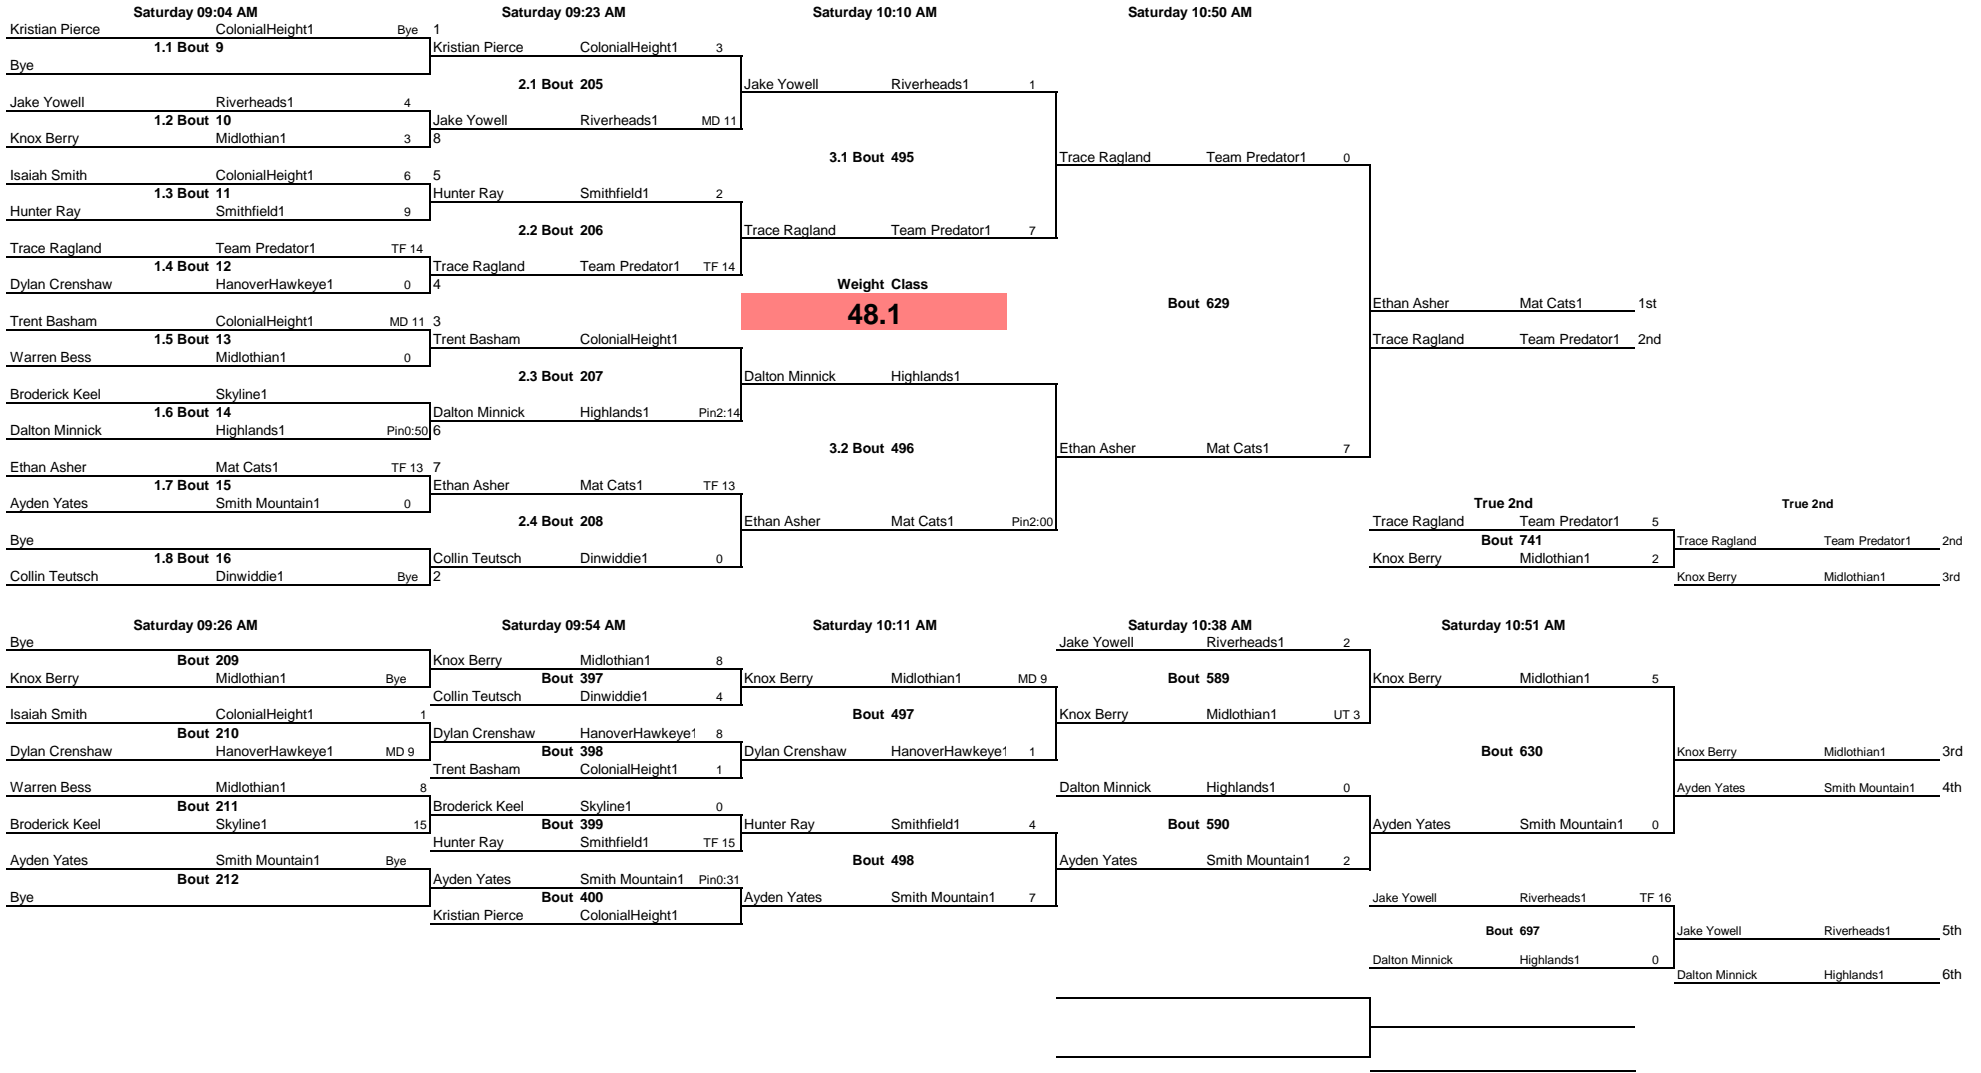 Saturday 09:04 AM Saturday 09:23 AM Saturday 10:10 AM Saturday 10:50 AM
Kristian Pierce ColonialHeight1 Bye 1
1.1 Bout 9 Kristian Pierce ColonialHeight1 3
Bye
2.1 Bout 205 Jake Yowell Riverheads1 1
Jake Yowell Riverheads1 4
1.2 Bout 10 Jake Yowell Riverheads1 MD 11
Knox Berry Midlothian1 3 8
3.1 Bout 495 Trace Ragland Team Predator1 0
Isaiah Smith ColonialHeight1 6 5
1.3 Bout 11 Hunter Ray Smithfield1 2
Hunter Ray Smithfield1 9
2.2 Bout 206 Trace Ragland Team Predator1 7
Trace Ragland Team Predator1 TF 14
1.4 Bout 12 Trace Ragland Team Predator1 TF 14
Dylan Crenshaw HanoverHawkeye1 0 4 Weight Class
48.1 Bout 629 Ethan Asher Mat Cats1 1st
Trent Basham ColonialHeight1 MD 11 3
1.5 Bout 13 Trent Basham ColonialHeight1 Trace Ragland Team Predator1 2nd
Warren Bess Midlothian1 0
2.3 Bout 207 Dalton Minnick Highlands1
Broderick Keel Skyline1
1.6 Bout 14 Dalton Minnick Highlands1 Pin2:14
Dalton Minnick Highlands1 Pin0:50 6
3.2 Bout 496 Ethan Asher Mat Cats1 7
Ethan Asher Mat Cats1 TF 13 7
1.7 Bout 15 Ethan Asher Mat Cats1 TF 13
Ayden Yates Smith Mountain1 0 True 2nd True 2nd
2.4 Bout 208 Ethan Asher Mat Cats1 Pin2:00 Trace Ragland Team Predator1 5
Bye Bout 741 Trace Ragland Team Predator1 2nd
1.8 Bout 16 Collin Teutsch Dinwiddie1 0 Knox Berry Midlothian1 2
Collin Teutsch Dinwiddie1 Bye 2 Knox Berry Midlothian1 3rd
Saturday 09:26 AM Saturday 09:54 AM Saturday 10:11 AM Saturday 10:38 AM Saturday 10:51 AM
Bye Jake Yowell Riverheads1 2
Bout 209 Knox Berry Midlothian1 8
Knox Berry Midlothian1 Bye Bout 397 Knox Berry Midlothian1 MD 9 Bout 589 Knox Berry Midlothian1 5
Collin Teutsch Dinwiddie1 4
Isaiah Smith ColonialHeight1 1 Bout 497 Knox Berry Midlothian1 UT 3
Bout 210 Dylan Crenshaw HanoverHawkeye1 8
Dylan Crenshaw HanoverHawkeye1 MD 9 Bout 398 Dylan Crenshaw HanoverHawkeye1 1 Bout 630 Knox Berry Midlothian1 3rd
Trent Basham ColonialHeight1 1
Warren Bess Midlothian1 8 Dalton Minnick Highlands1 0 Ayden Yates Smith Mountain1 4th
Bout 211 Broderick Keel Skyline1 0
Broderick Keel Skyline1 15 Bout 399 Hunter Ray Smithfield1 4 Bout 590 Ayden Yates Smith Mountain1 0
Hunter Ray Smithfield1 TF 15
Ayden Yates Smith Mountain1 Bye Bout 498 Ayden Yates Smith Mountain1 2
Bout 212 Ayden Yates Smith Mountain1 Pin0:31
Bye Bout 400 Ayden Yates Smith Mountain1 7 Jake Yowell Riverheads1 TF 16
Kristian Pierce ColonialHeight1
Bout 697 Jake Yowell Riverheads1 5th
Dalton Minnick Highlands1 0
Dalton Minnick Highlands1 6th